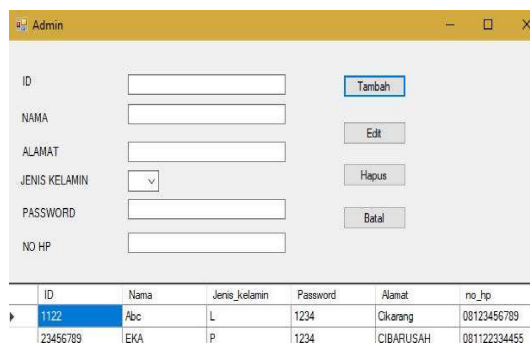 Admin
ID
Tambah
NAMA
Edit
ALAMAT
JENIS KELAMIN
Hapus
PASSWORD
Batal
NO HP
ID Nama Jenis_kelamin Password Alamat no_hp
1122 Abc L 1234 Cikarang 08123456789
23456789 EKA P 1234 CIBARUSAH 081122334455